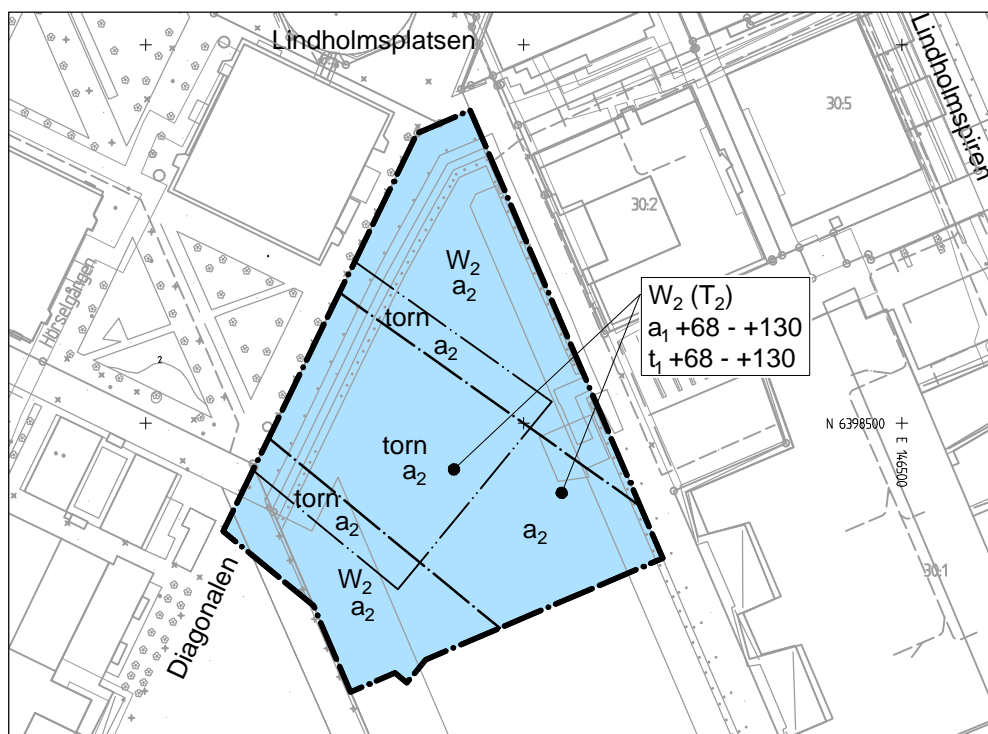 Lindholmsplatsen
Lindholmspiren
30:5
30:2
Hörselgången
W₂
a₂
W₂ (T₂)
a₁ +68 - +130
t₁ +68 - +130
torn
a₂
2
N 6398500
E 146500
torn
a₂
torn
a₂
a₂
W₂
a₂
Diagonalen
30:1